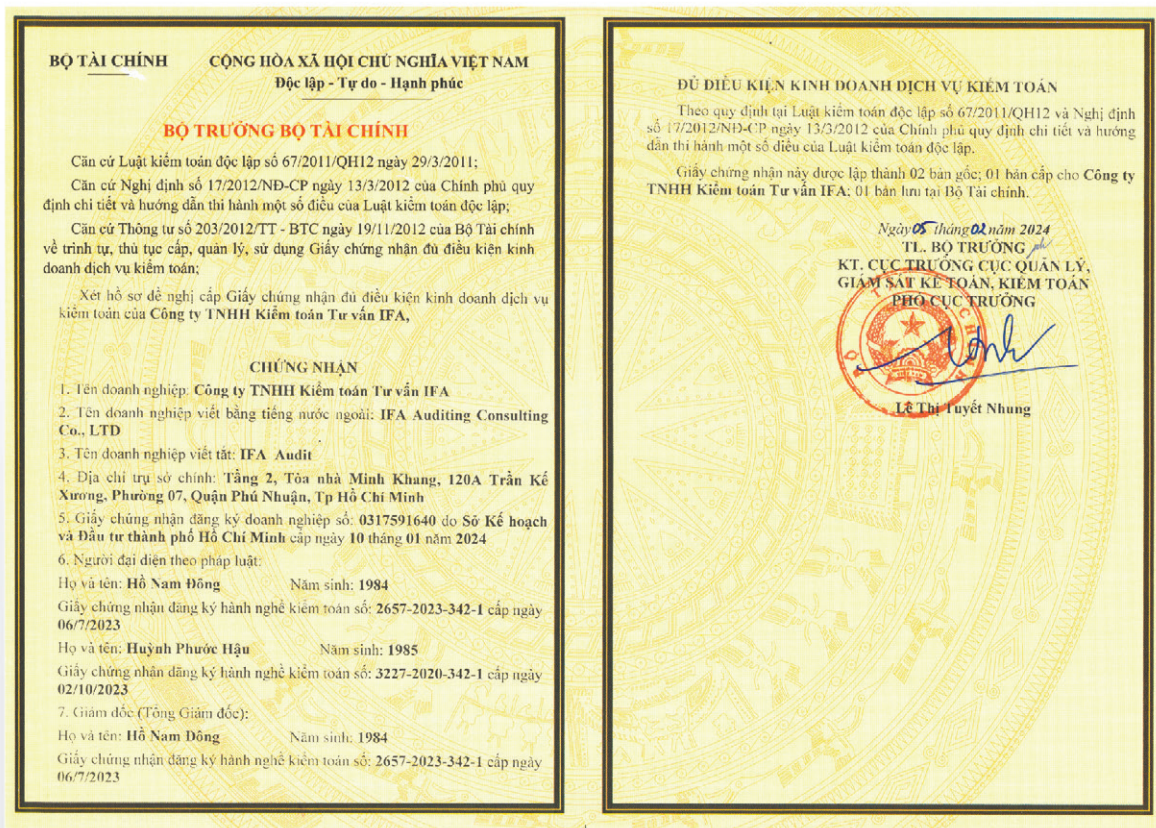 BỘ TÀI CHÍNH
CỘNG HÒA XÃ HỘI CHỦ NGHĨA VIỆT NAM
Độc lập - Tự do - Hạnh phúc
BỘ TRƯỞNG BỘ TÀI CHÍNH
Căn cứ Luật kiểm toán độc lập số 67/2011/QH12 ngày 29/3/2011;
Căn cứ Nghị định số 17/2012/NĐ-CP ngày 13/3/2012 của Chính phủ quy
định chi tiết và hướng dẫn thi hành một số điều của Luật kiểm toán độc lập;
Căn cứ Thông tư số 203/2012/TT - BTC ngày 19/11/2012 của Bộ Tài chính
về trình tự, thủ tục cấp, quản lý, sử dụng Giấy chứng nhận đủ điều kiện kinh
doanh dịch vụ kiểm toán;
Xét hồ sơ đề nghị cấp Giấy chứng nhận đủ điều kiện kinh doanh dịch vụ
kiểm toán của Công ty TNHH Kiểm toán Tư vấn IFA,
CHỨNG NHẬN
1. Tên doanh nghiệp: Công ty TNHH Kiểm toán Tư vấn IFA
2. Tên doanh nghiệp viết bằng tiếng nước ngoài: IFA Auditing Consulting
Co., LTD
3. Tên doanh nghiệp viết tắt: IFA Audit
4. Địa chỉ trụ sở chính: Tầng 2, Tòa nhà Minh Khang, 120A Trần Kế
Xương, Phường 07, Quận Phú Nhuận, Tp Hồ Chí Minh
5. Giấy chứng nhận đăng ký doanh nghiệp số: 0317591640 do Sở Kế hoạch
và Đầu tư thành phố Hồ Chí Minh cấp ngày 10 tháng 01 năm 2024
6. Người đại diện theo pháp luật:
Họ và tên: Hồ Nam Đông Năm sinh: 1984
Giấy chứng nhận đăng ký hành nghề kiểm toán số: 2657-2023-342-1 cấp ngày
06/7/2023
Họ và tên: Huỳnh Phước Hậu Năm sinh: 1985
Giấy chứng nhận đăng ký hành nghề kiểm toán số: 3227-2020-342-1 cấp ngày
02/10/2023
7. Giám đốc (Tổng Giám đốc):
Họ và tên: Hồ Nam Đông Năm sinh: 1984
Giấy chứng nhận đăng ký hành nghề kiểm toán số: 2657-2023-342-1 cấp ngày
06/7/2023
ĐỦ ĐIỀU KIỆN KINH DOANH DỊCH VỤ KIỂM TOÁN
Theo quy định tại Luật kiểm toán độc lập số 67/2011/QH12 và Nghị định
số 17/2012/NĐ-CP ngày 13/3/2012 của Chính phủ quy định chi tiết và hướng
dẫn thi hành một số điều của Luật kiểm toán độc lập.
Giấy chứng nhận này được lập thành 02 bản gốc; 01 bản cấp cho Công ty
TNHH Kiểm toán Tư vấn IFA; 01 bản lưu tại Bộ Tài chính.
Ngày 05 tháng 02 năm 2024
TL. BỘ TRƯỞNG
KT. CỤC TRƯỞNG CỤC QUẢN LÝ,
GIÁM SÁT KẾ TOÁN, KIỂM TOÁN
PHÓ CỤC TRƯỞNG
BỘ TÀI CHÍNH
Lê Thị Tuyết Nhung